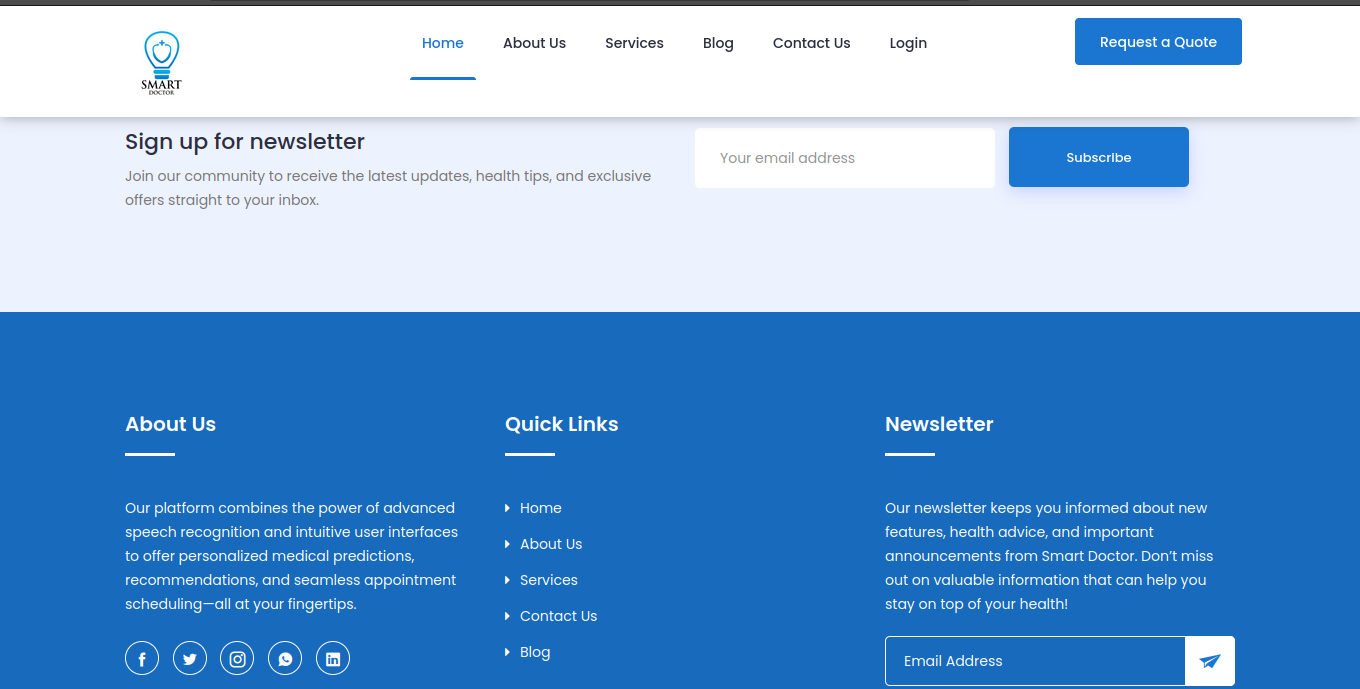 SMART
DOCTOR
Home
About Us
Services
Blog
Contact Us
Login
Request a Quote
Sign up for newsletter
Join our community to receive the latest updates, health tips, and exclusive
offers straight to your inbox.
Your email address
SubscrIbe
About Us
Our platform combines the power of advanced
speech recognition and intuitive user interfaces
to offer personalized medical predictions,
recommendations, and seamless appointment
scheduling—all at your fingertips.
Quick Links
Home
About Us
Services
Contact Us
Blog
Newsletter
Our newsletter keeps you informed about new
features, health advice, and important
announcements from Smart Doctor. Don’t miss
out on valuable information that can help you
stay on top of your health!
Email Address